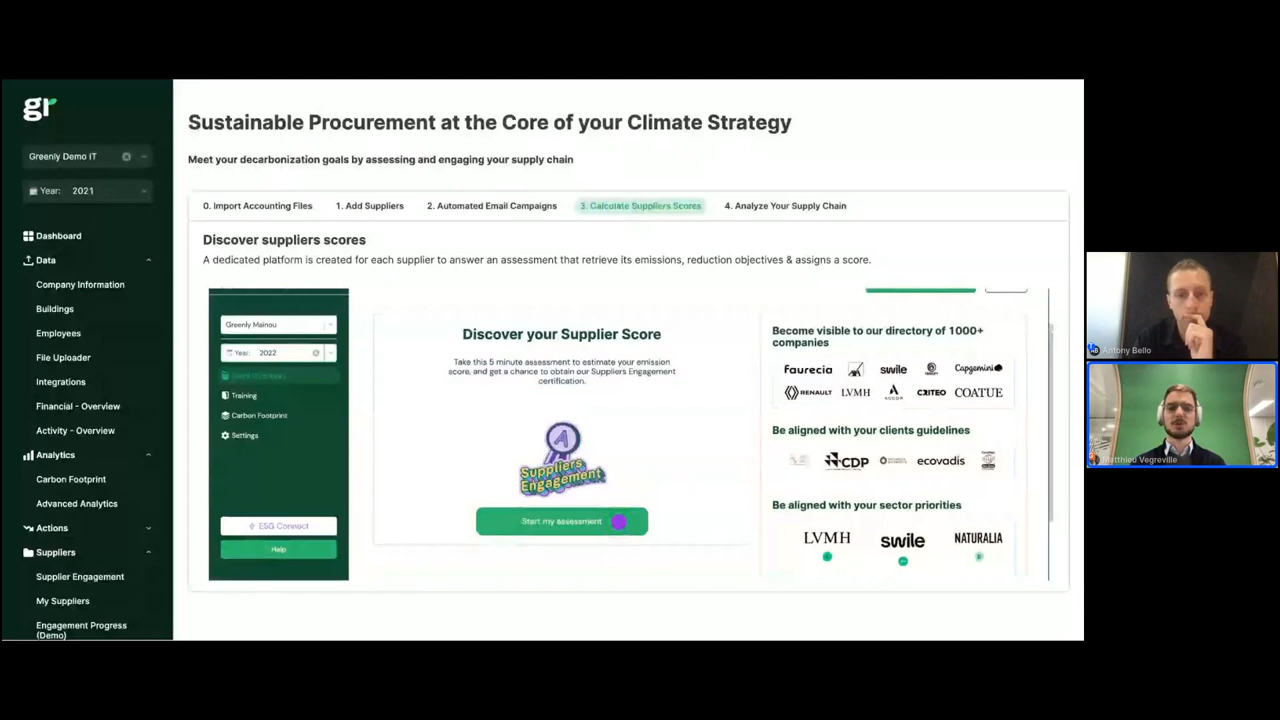 gr
Greenly Demo IT
Year: 2021
Dashboard
Data
Company Information
Buildings
Employees
File Uploader
Integrations
Financial - Overview
Activity - Overview
Analytics
Carbon Footprint
Advanced Analytics
Actions
Suppliers
Supplier Engagement
My Suppliers
Engagement Progress
(Demo)
Sustainable Procurement at the Core of your Climate Strategy
Meet your decarbonization goals by assessing and engaging your supply chain
0. Import Accounting Files
1. Add Suppliers
2. Automated Email Campaigns
3. Calculate Suppliers Scores
4. Analyze Your Supply Chain
Discover suppliers scores
A dedicated platform is created for each supplier to answer an assessment that retrieve its emissions, reduction objectives & assigns a score.
Greenly Mainou
Year: 2022
Training
Carbon Footprint
Settings
ESG Connect
Help
Discover your Supplier Score
Take this 5 minute assessment to estimate your emission
score, and get a chance to obtain our Suppliers Engagement
certification.
A
Suppliers
Engagement
Start my assessment
Become visible to our directory of 1000+
companies
faurecia
swile
Capgemini
RENAULT
LVMH
ACCOR
CRITEO
COATUE
Be aligned with your clients guidelines
CDP
ecovadis
Be aligned with your sector priorities
LVMH
swile
NATURALIA
Antony Bello
Matthieu Vegreville